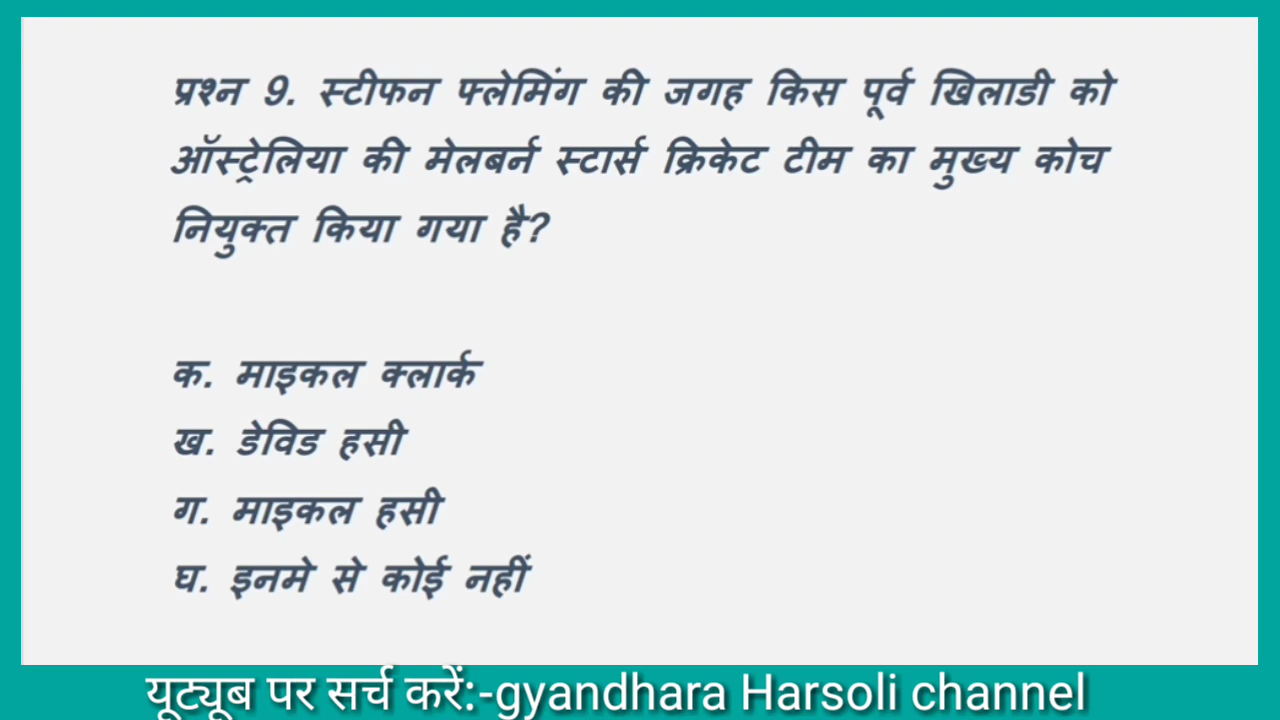 प्रश्न 9. स्टीफन फ्लेमिंग की जगह किस पूर्व खिलाडी को
ऑस्ट्रेलिया की मेलबर्न स्टार्स क्रिकेट टीम का मुख्य कोच
नियुक्त किया गया है?
क. माइकल क्लार्क
ख. डेविड हसी
ग. माइकल हसी
घ. इनमे से कोई नहीं
यूट्यूब पर सर्च करें:-gyandhara Harsoli channel